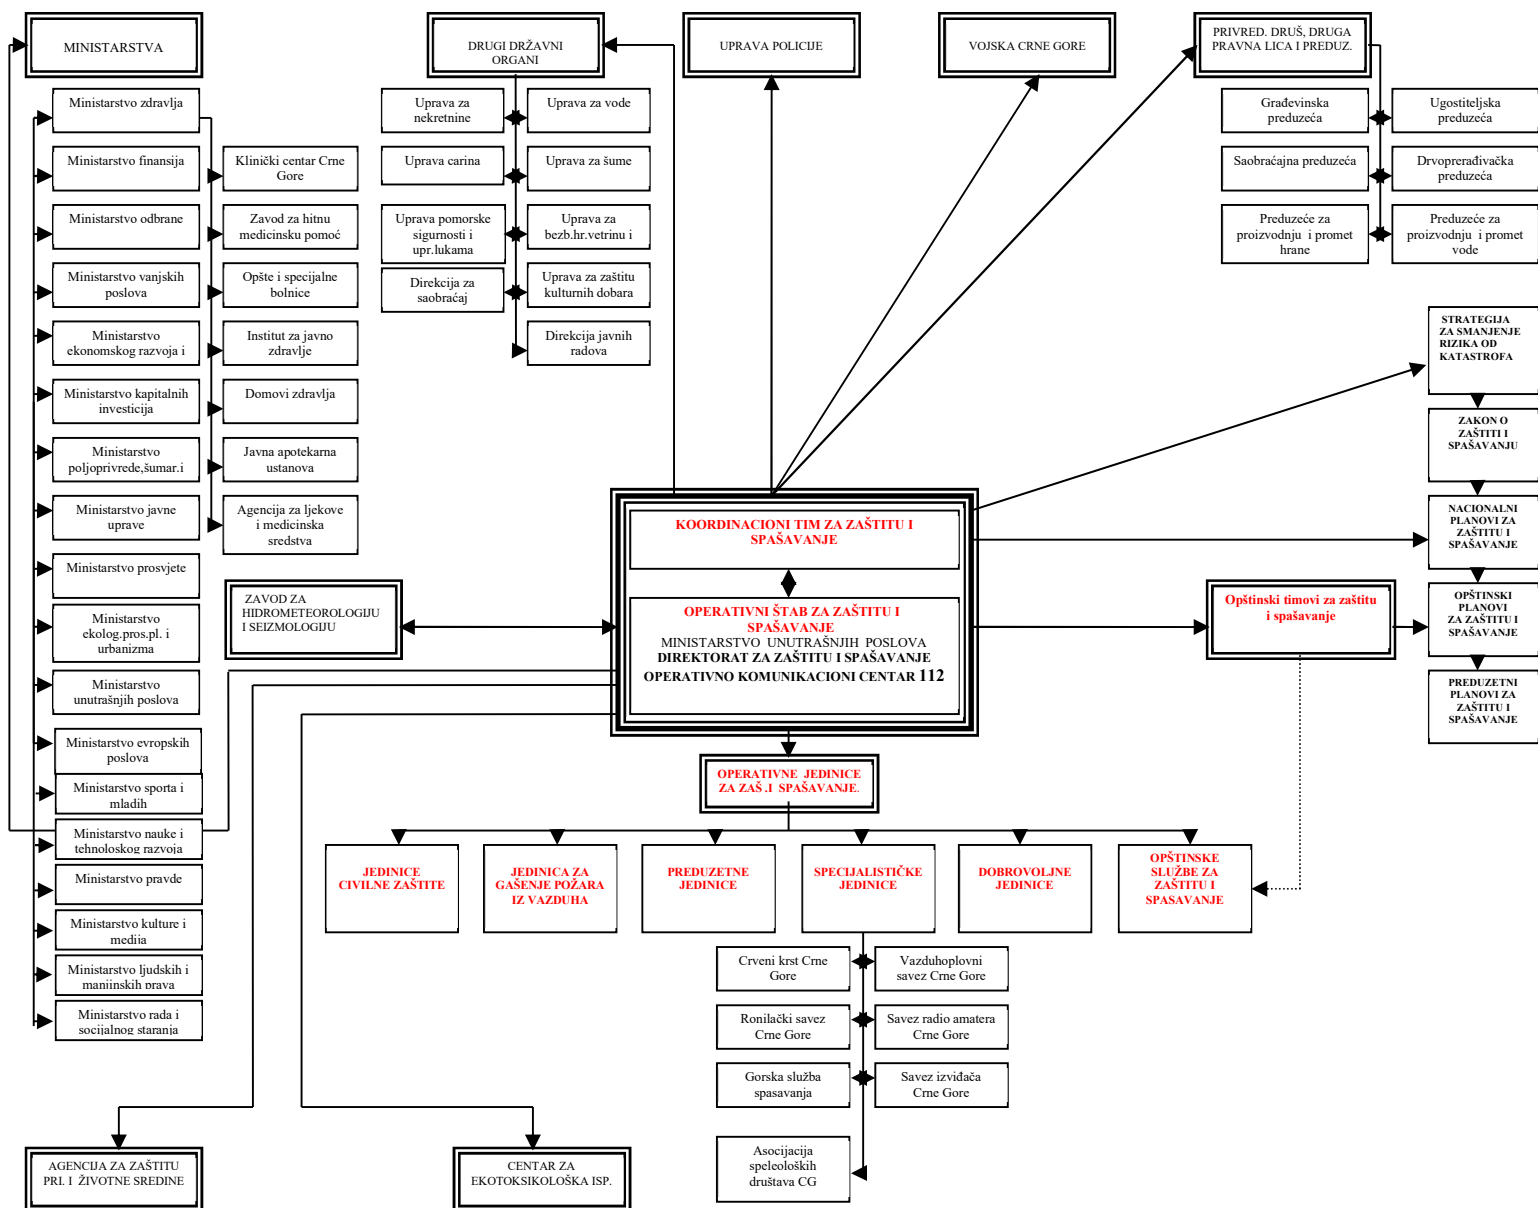 MINISTARSTVA
DRUGI DRŽAVNI
ORGANI
UPRAVA POLICIJE
VOJSKA CRNE GORE
PRIVRED. DRUŠ, DRUGA
PRAVNA LICA I PREDUZ.
Ministarstvo zdravlja
Ministarstvo finansija
Ministarstvo odbrane
Ministarstvo vanjskih
poslova
Ministarstvo
ekonomskog razvoja i
Ministarstvo kapitalnih
investicija
Ministarstvo
poljoprivrede,šumar.i
Ministarstvo javne
uprave
Ministarstvo prosvjete
Ministarstvo
ekolog.pros.pl. i
urbanizma
Ministarstvo
unutrašnjih poslova
Ministarstvo evropskih
poslova
Ministarstvo sporta i
mladih
Ministarstvo nauke i
tehnoloskog razvoja
Ministarstvo pravde
Ministarstvo kulture i
medija
Ministarstvo ljudskih i
manjinskih prava
Ministarstvo rada i
socijalnog staranja
Klinički centar Crne
Gore
Zavod za hitnu
medicinsku pomoć
Opšte i specijalne
bolnice
Institut za javno
zdravlje
Domovi zdravlja
Javna apotekarna
ustanova
Agencija za ljekove
i medicinska
sredstva
Uprava za
nekretnine
Uprava za vode
Uprava carina
Uprava za šume
Uprava pomorske
sigurnosti i
upr.lukama
Uprava za
bezb.hr.vetrinu i
Direkcija za
saobraćaj
Uprava za zaštitu
kulturnih dobara
Direkcija javnih
radova
Građevinska
preduzeća
Ugostiteljska
preduzeća
Saobraćajna preduzeća
Drvoprerađivačka
preduzeća
Preduzeće za
proizvodnju i promet
hrane
Preduzeće za
proizvodnju i promet
vode
STRATEGIJA
ZA SMANJENJE
RIZIKA OD
KATASTROFA
ZAKON O
ZAŠTITI I
SPAŠAVANJU
NACIONALNI
PLANOVI ZA
ZAŠTITU I
SPAŠAVANJE
OPŠTINSKI
PLANOVI
ZA ZAŠTITU I
SPAŠAVANJE
PREDUZETNI
PLANOVI ZA
ZAŠTITU I
SPAŠAVANJE
KOORDINACIONI TIM ZA ZAŠTITU I
SPAŠAVANJE
OPERATIVNI ŠTAB ZA ZAŠTITU I
SPAŠAVANJE
MINISTARSTVO UNUTRAŠNJIH POSLOVA
DIREKTORAT ZA ZAŠTITU I SPAŠAVANJE
OPERATIVNO KOMUNIKACIONI CENTAR 112
ZAVOD ZA
HIDROMETEOROLOGIJU
I SEIZMOLOGIJU
Opštinski timovi za zaštitu
i spašavanje
OPERATIVNE JEDINICE
ZA ZAŠ .I SPAŠAVANJE.
JEDINICE
CIVILNE ZAŠTITE
JEDINICA ZA
GAŠENJE POŽARA
IZ VAZDUHA
PREDUZETNE
JEDINICE
SPECIJALISTIČKE
JEDINICE
DOBROVOLJNE
JEDINICE
OPŠTINSKE
SLUŽBE ZA
ZAŠTITU I
SPASAVANJE
Crveni krst Crne
Gore
Vazduhoplovni
savez Crne Gore
Ronilački savez
Crne Gore
Savez radio amatera
Crne Gore
Gorska služba
spasavanja
Savez izviđača
Crne Gore
Asocijacija
speleoloških
društava CG
AGENCIJA ZA ZAŠTITU
PRI. I ŽIVOTNE SREDINE
CENTAR ZA
EKOTOKSIKOLOŠKA ISP.